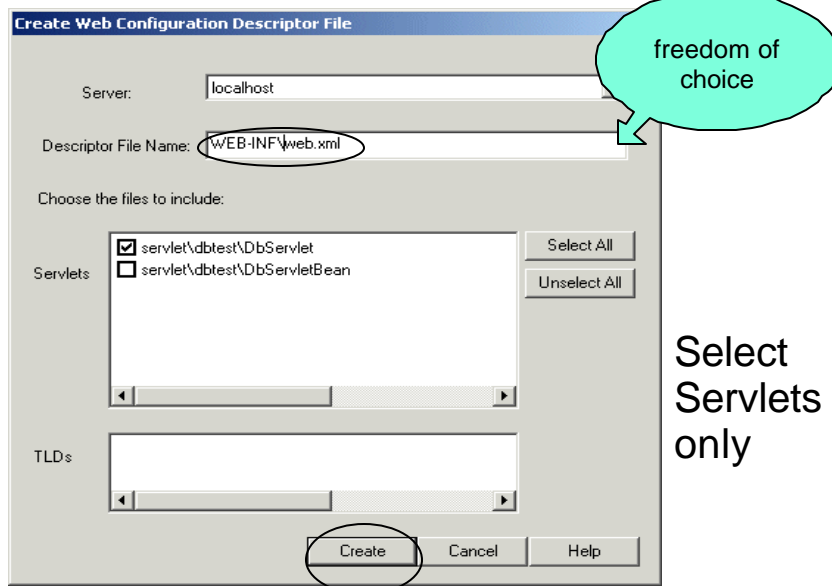 Create Web Configuration Descriptor File
freedom of
choice
Server:
localhost
Descriptor File Name:
WEB-INF\web.xml
Choose the files to include:
Servlets
servlet\dbtest\DbServlet
servlet\dbtest\DbServletBean
Select All
Unselect All
Select
Servlets
only
TLDs
Create
Cancel
Help